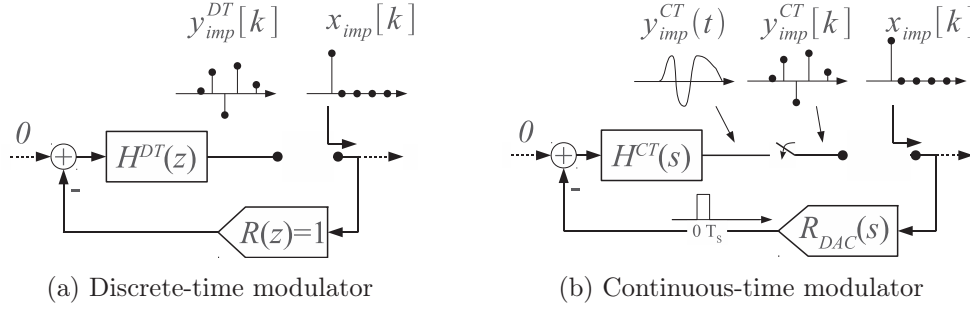 y_imp^DT[k]
x_imp[k]
0
+
-
H^DT(z)
R(z)=1
(a) Discrete-time modulator
y_imp^CT(t)
y_imp^CT[k]
x_imp[k]
0
+
-
H^CT(s)
0 T_S
R_DAC(s)
(b) Continuous-time modulator